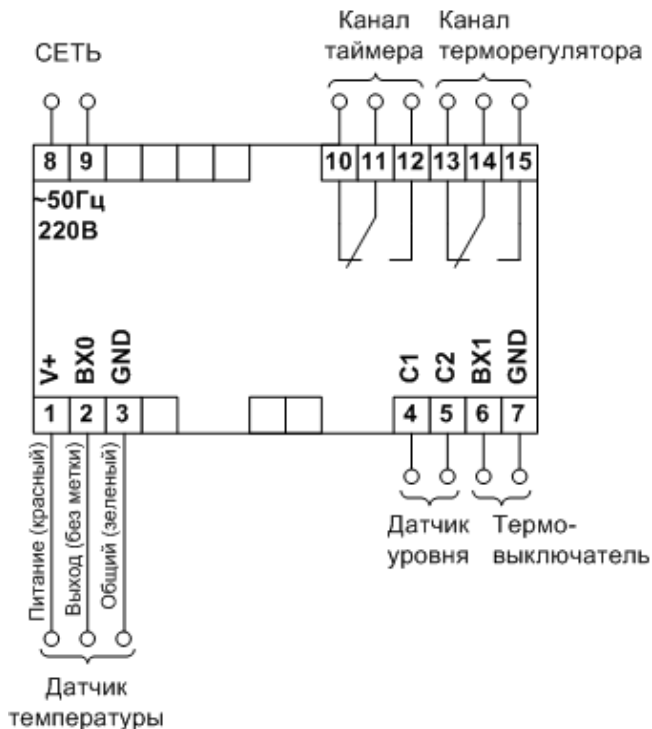 Канал Канал
СЕТЬ таймера терморегулятора
8 9 10 11 12 13 14 15
~50Гц
220В
V+ BX0 GND C1 C2 BX1 GND
1 2 3 4 5 6 7
Питание (красный)
Выход (без метки)
Общий (зеленый)
Датчик Термо-
уровня выключатель
Датчик
температуры